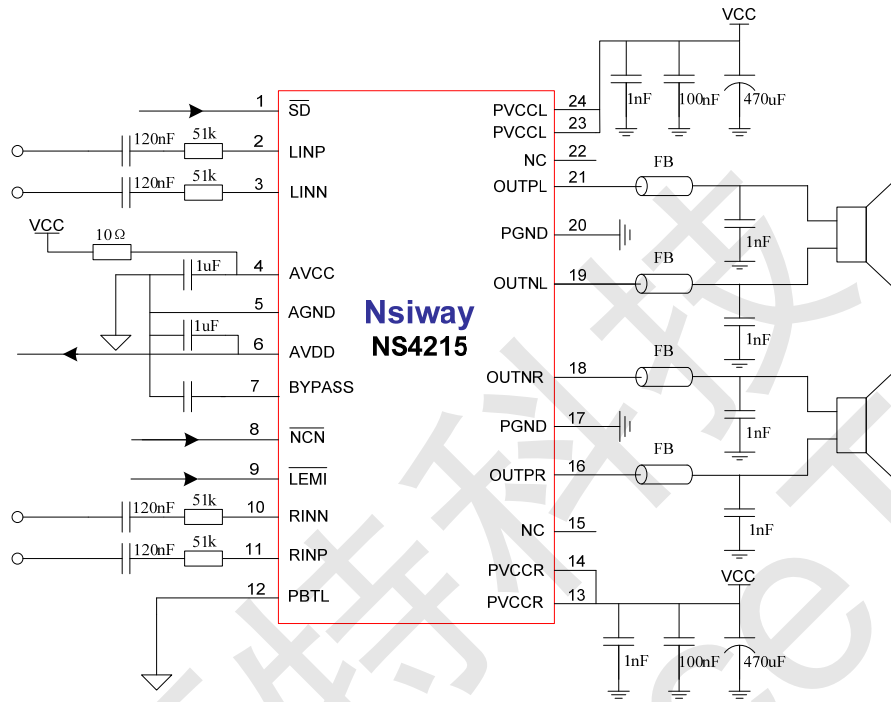 VCC
1nF 100nF 470uF
1 SD
120nF 51k 2 LINP
120nF 51k 3 LINN
VCC
10Ω
1uF 4 AVCC
5 AGND
1uF
6 AVDD
7 BYPASS
8 NCN
9 LEMI
120nF 51k 10 RINN
120nF 51k 11 RINP
12 PBTL
Nsiway
NS4215
PVCCL 24
PVCCL 23
NC 22
OUTPL 21 FB
1nF
PGND 20
OUTNL 19 FB
1nF
OUTNR 18 FB
1nF
PGND 17
OUTPR 16 FB
1nF
NC 15
PVCCR 14
PVCCR 13
VCC
1nF 100nF 470uF
特科技
ce T